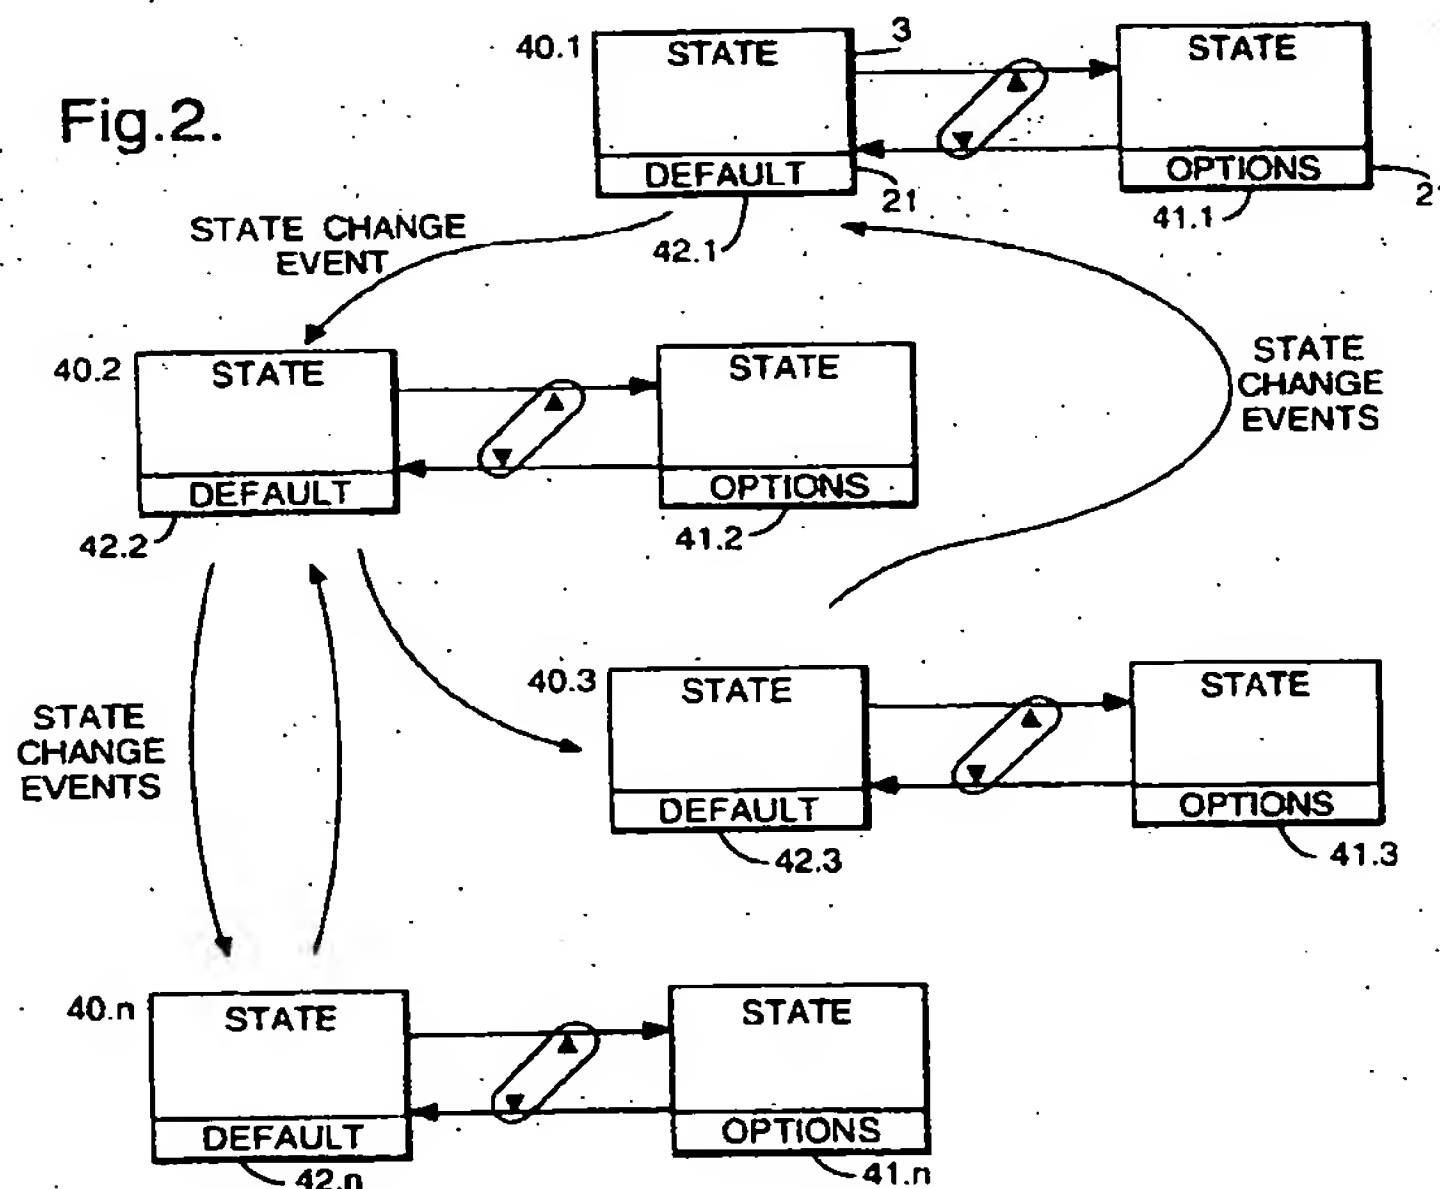 Fig.2.
40.1
STATE
3
STATE
DEFAULT
21
OPTIONS
2
42.1
41.1
STATE CHANGE
EVENT
40.2
STATE
STATE
DEFAULT
OPTIONS
42.2
41.2
STATE
CHANGE
EVENTS
40.3
STATE
STATE
DEFAULT
OPTIONS
42.3
41.3
STATE
CHANGE
EVENTS
40.n
STATE
STATE
DEFAULT
OPTIONS
42.n
41.n